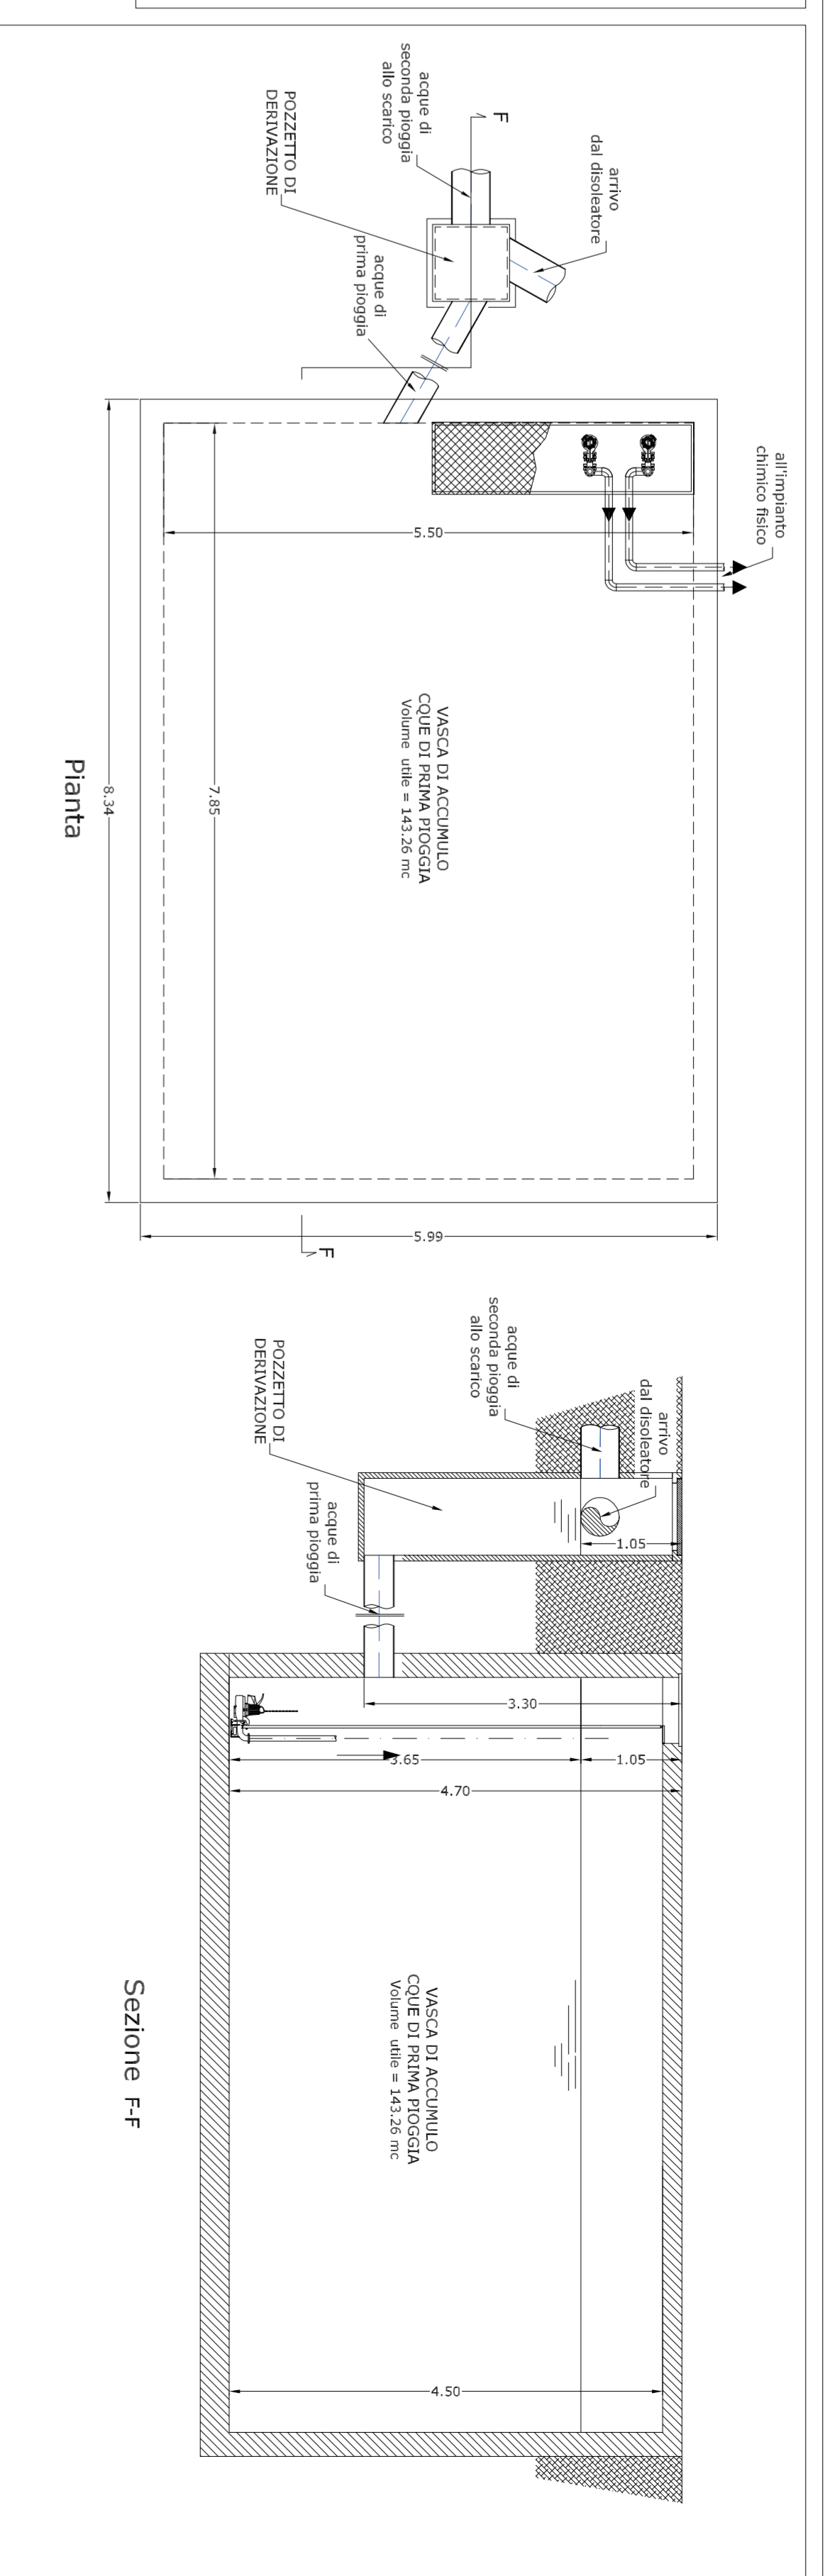 F
arrivo
dal disoleatore
acque di
seconda pioggia
allo scarico
POZZETTO DI
DERIVAZIONE
acque di
prima pioggia
all'impianto
chimico fisico
5.50
VASCA DI ACCUMULO
CQUE DI PRIMA PIOGGIA
Volume utile = 143.26 mc
7.85
8.34
5.99
F
Pianta
arrivo
dal disoleatore
acque di
seconda pioggia
allo scarico
POZZETTO DI
DERIVAZIONE
acque di
prima pioggia
1.05
3.30
3.65
1.05
4.70
VASCA DI ACCUMULO
CQUE DI PRIMA PIOGGIA
Volume utile = 143.26 mc
4.50
Sezione F-F